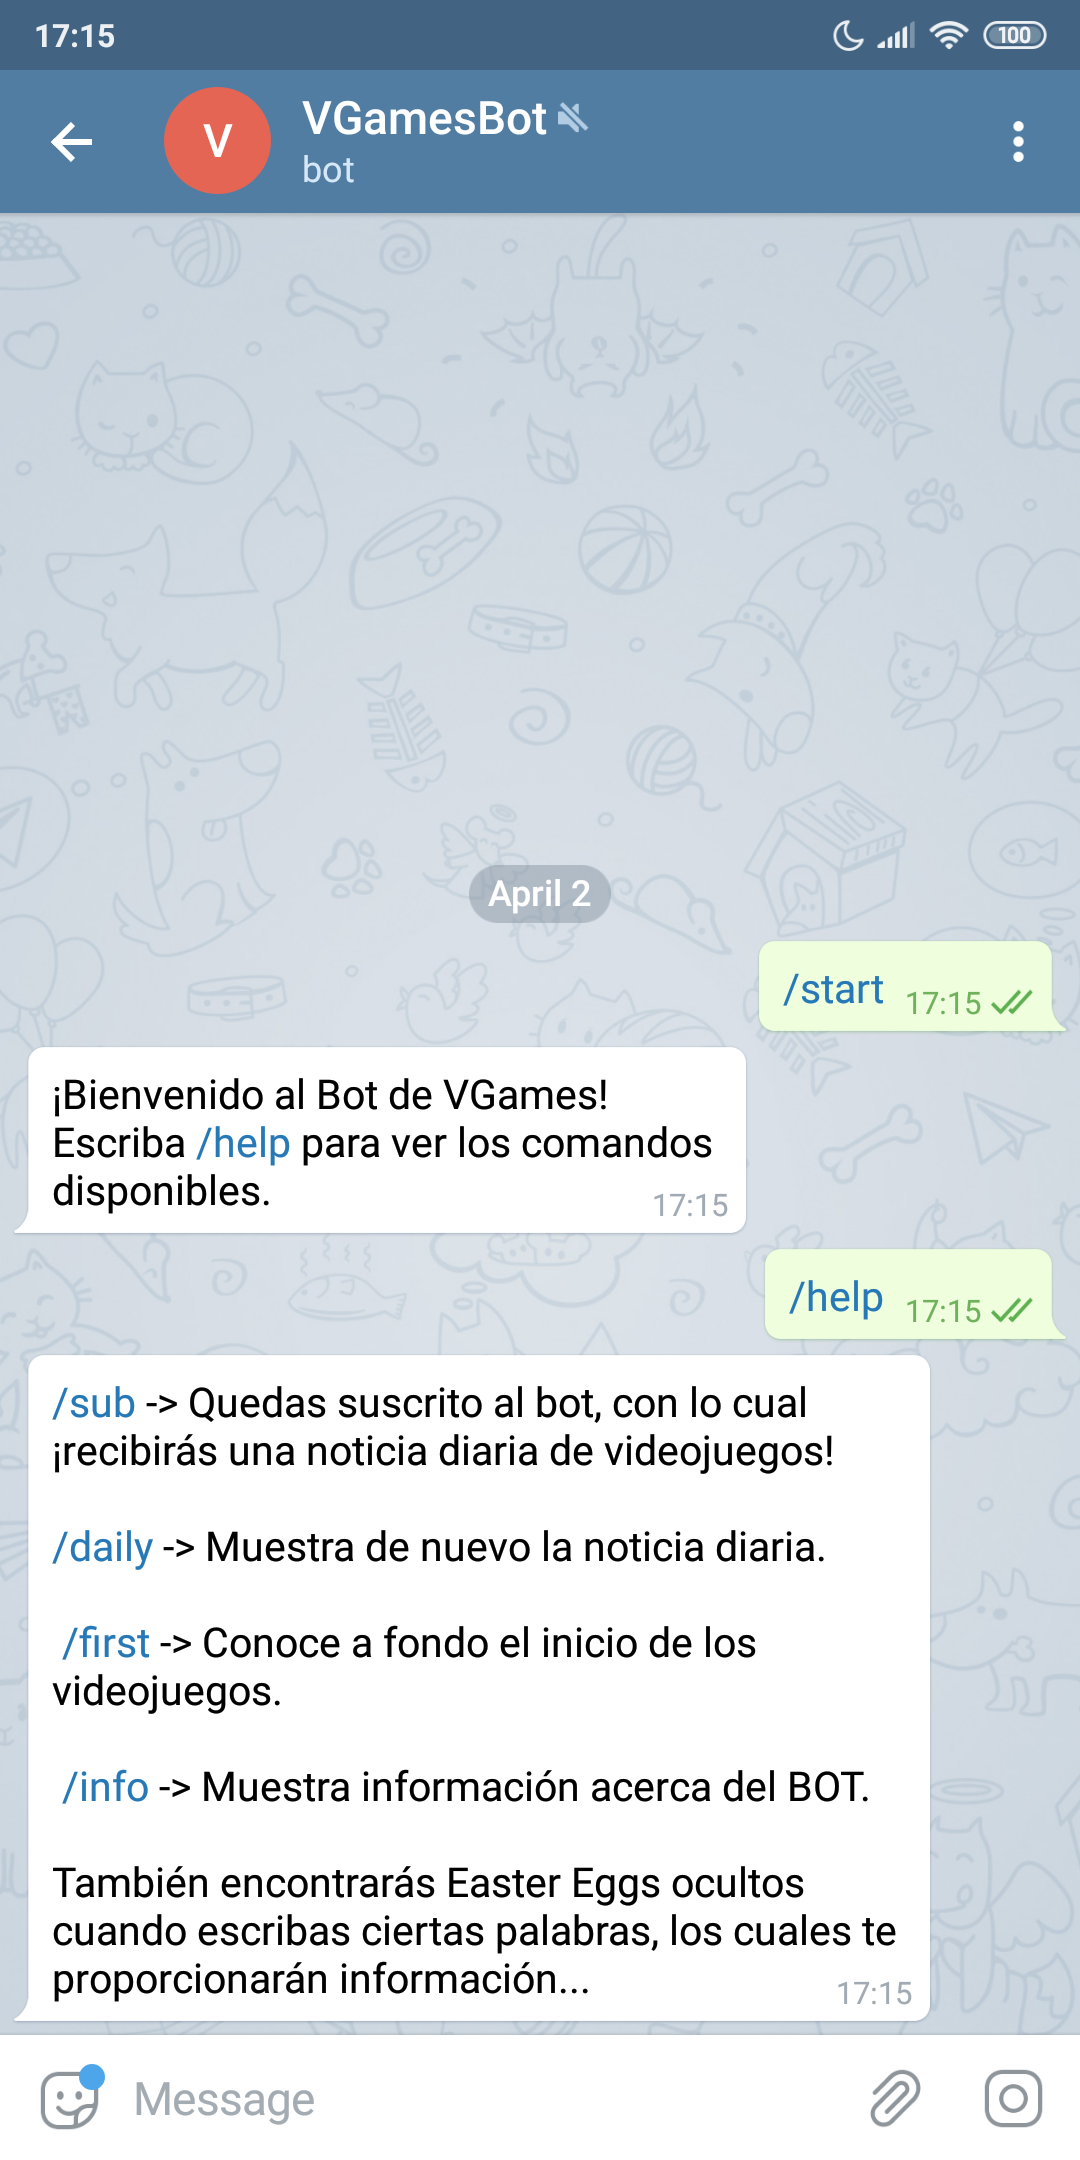 17:15
100
V
VGamesBot
bot
April 2
/start 17:15
¡Bienvenido al Bot de VGames!
Escriba /help para ver los comandos
disponibles.
17:15
/help 17:15
/sub -> Quedas suscrito al bot, con lo cual
¡recibirás una noticia diaria de videojuegos!
/daily -> Muestra de nuevo la noticia diaria.
/first -> Conoce a fondo el inicio de los
videojuegos.
/info -> Muestra información acerca del BOT.
También encontrarás Easter Eggs ocultos
cuando escribas ciertas palabras, los cuales te
proporcionarán información...
17:15
Message